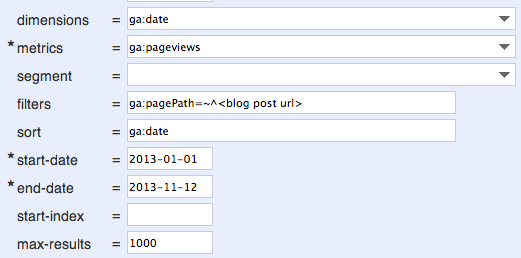 dimensions = ga:date
* metrics = ga:pageviews
segment =
filters = ga:pagePath=~^<blog post url>
sort = ga:date
* start-date = 2013-01-01
* end-date = 2013-11-12
start-index =
max-results = 1000